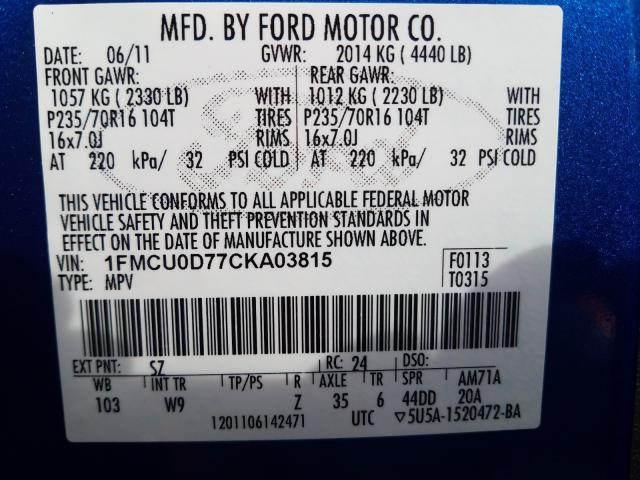 MFD. BY FORD MOTOR CO.
DATE: 06/11 GVWR: 2014 KG ( 4440 LB)
FRONT GAWR: REAR GAWR:
1057 KG ( 2330 LB) WITH 1012 KG ( 2230 LB) WITH
P235/70R16 104T TIRES P235/70R16 104T TIRES
16x7.0J RIMS 16x7.0J RIMS
AT 220 kPa/ 32 PSI COLD AT 220 kPa/ 32 PSI COLD
THIS VEHICLE CONFORMS TO ALL APPLICABLE FEDERAL MOTOR
VEHICLE SAFETY AND THEFT PREVENTION STANDARDS IN
EFFECT ON THE DATE OF MANUFACTURE SHOWN ABOVE.
VIN: 1FMCU0D77CKA03815 F0113
TYPE: MPV T0315
EXT PNT: SZ RC: 24 DSO:
WB INT TR TP/PS R AXLE TR SPR AM71A
103 W9 Z 35 6 44DD 20A
1201106142471 UTC ▽5U5A-1520472-BA